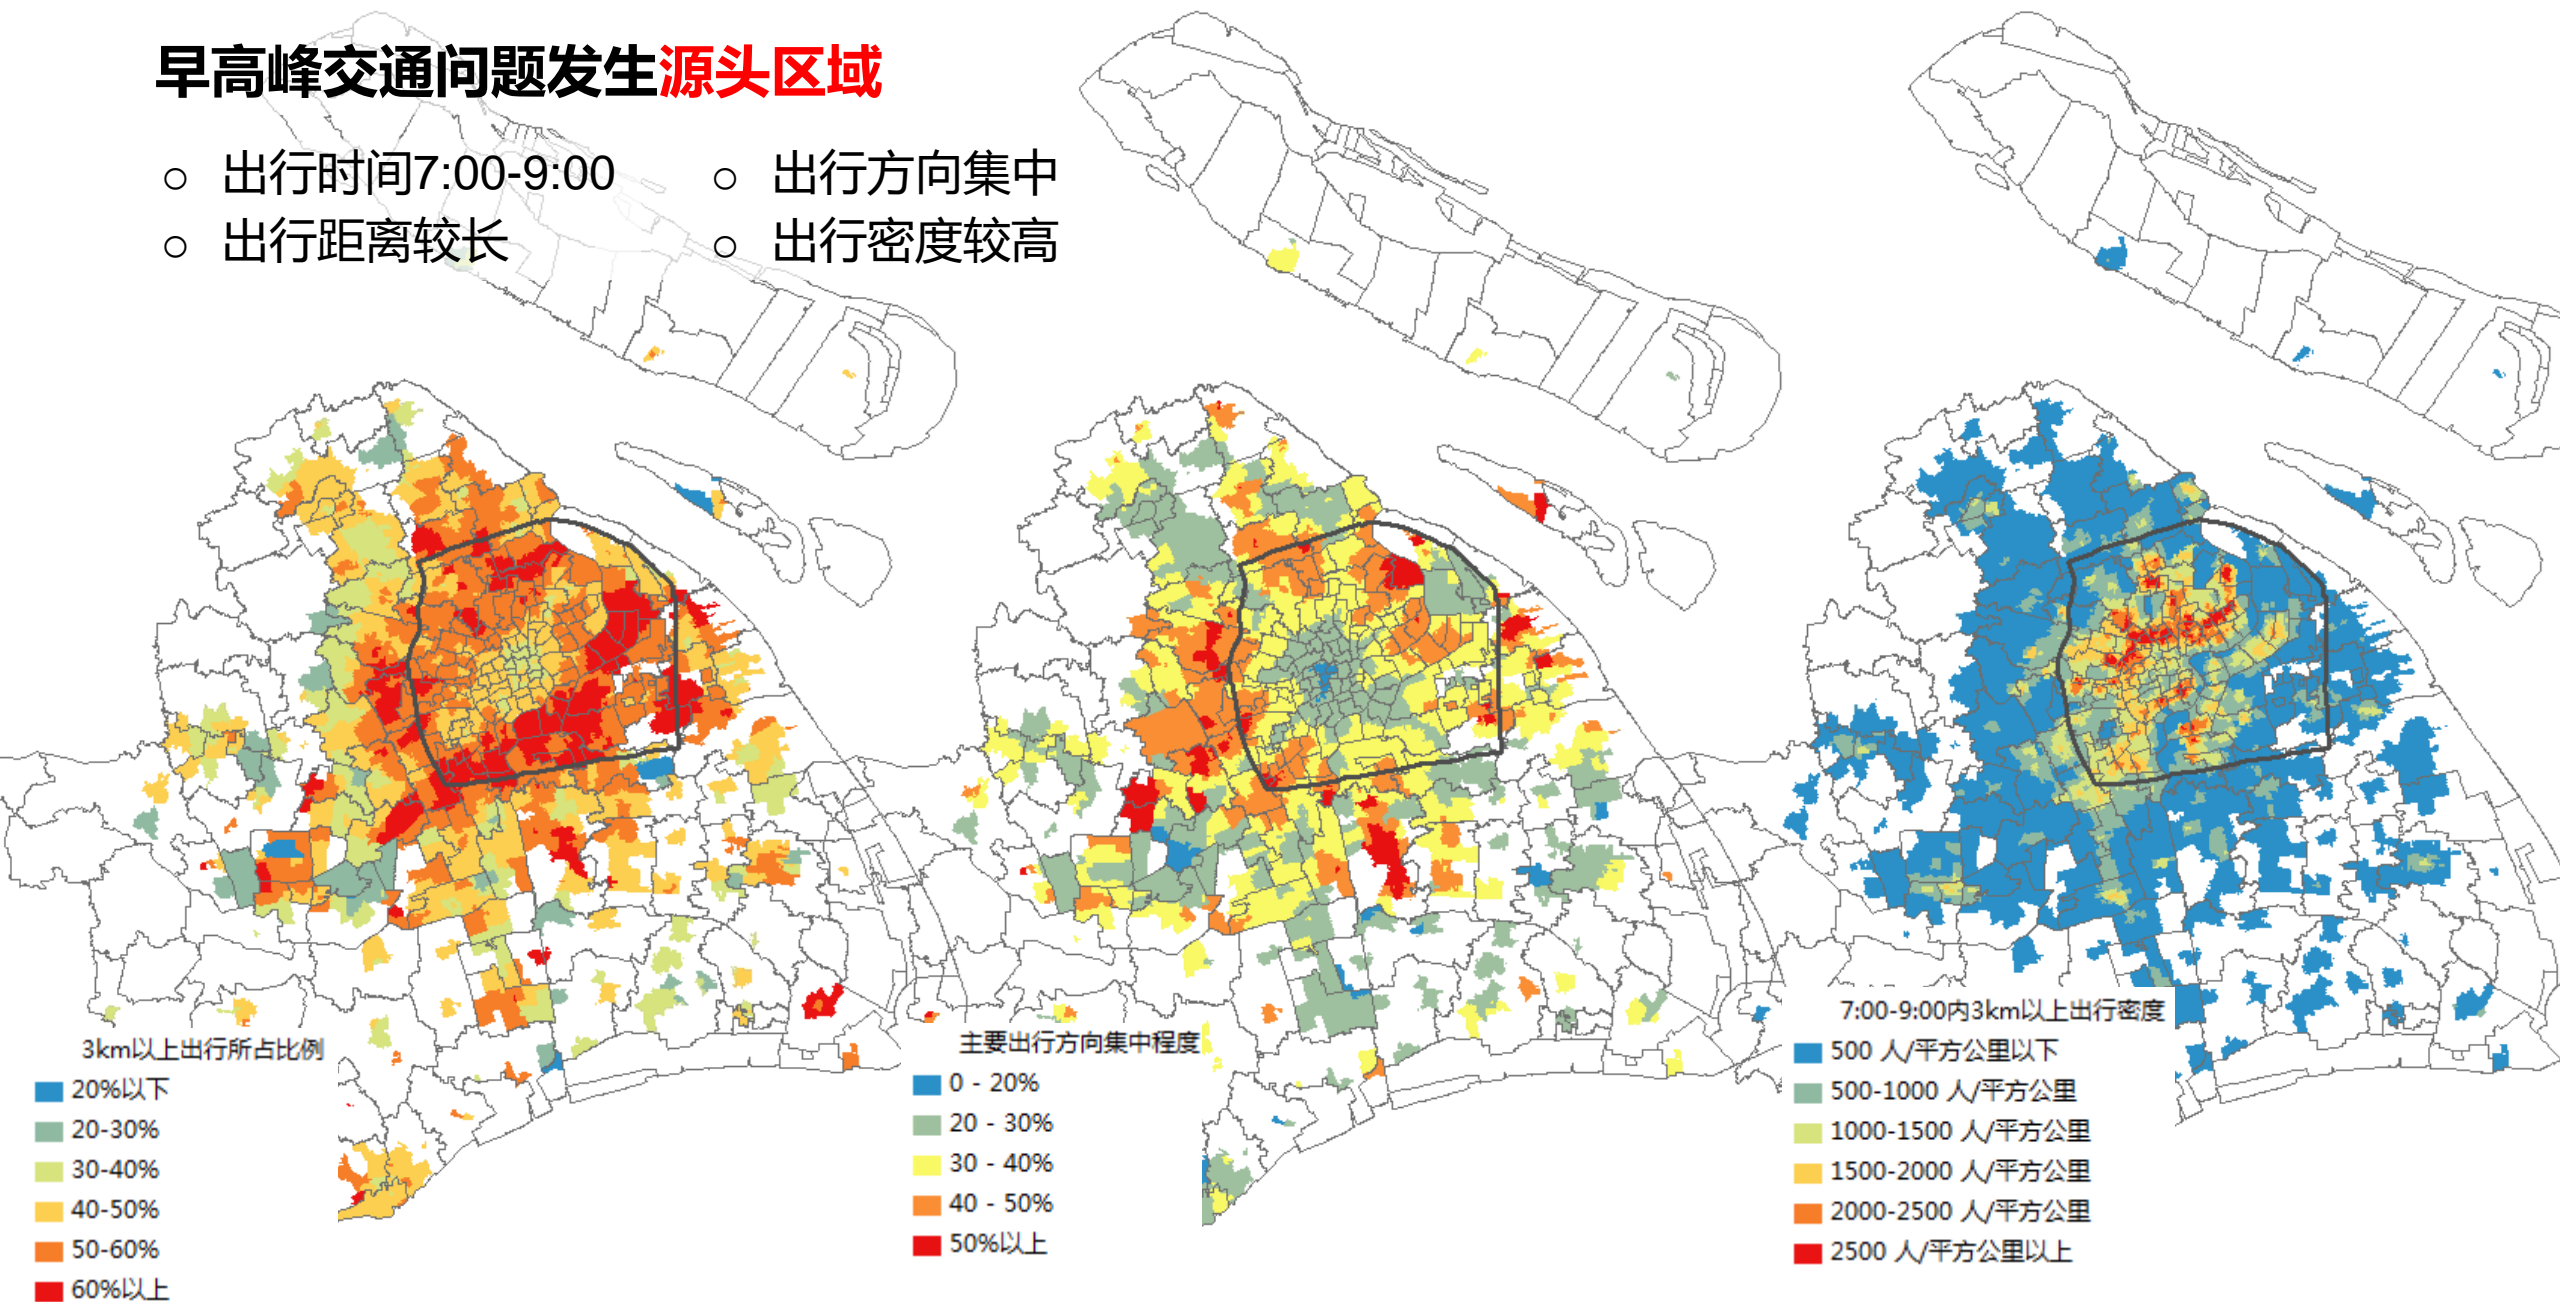 早高峰交通问题发生源头区域
○ 出行时间7:00-9:00
○ 出行距离较长
○ 出行方向集中
○ 出行密度较高
3km以上出行所占比例
20%以下
20-30%
30-40%
40-50%
50-60%
60%以上
主要出行方向集中程度
0 - 20%
20 - 30%
30 - 40%
40 - 50%
50%以上
7:00-9:00内3km以上出行密度
500 人/平方公里以下
500-1000 人/平方公里
1000-1500 人/平方公里
1500-2000 人/平方公里
2000-2500 人/平方公里
2500 人/平方公里以上